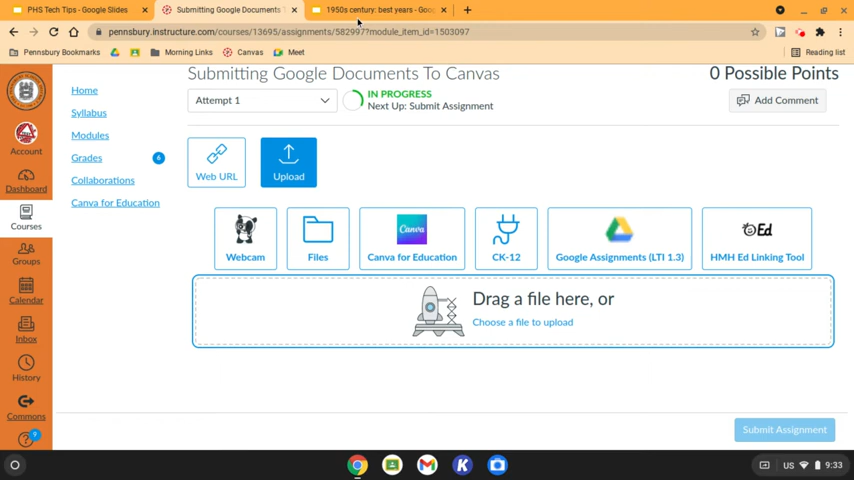 PHS Tech Tips - Google Slides
Submitting Google Documents
1950s century: best years - Goo
pennsbury.instructure.com/courses/13695/assignments/582997?module_item_id=1503097
Pennsbury Bookmarks
Morning Links
Canvas
Meet
Reading list
Account
Dashboard
Courses
Groups
Calendar
Inbox
History
Commons
9
Home
Syllabus
Modules
Grades
6
Collaborations
Canva for Education
Submitting Google Documents To Canvas
0 Possible Points
Attempt 1
IN PROGRESS
Next Up: Submit Assignment
Add Comment
Web URL
Upload
Webcam
Files
Canva
Canva for Education
CK-12
Google Assignments (LTI 1.3)
Ed
HMH Ed Linking Tool
Drag a file here, or
Choose a file to upload
Submit Assignment
K
US
9:33